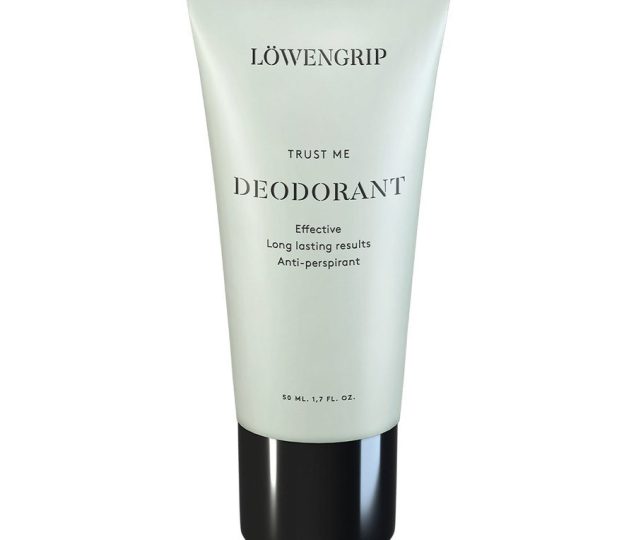 LÖWENGRIP
TRUST ME
DEODORANT
Effective
Long lasting results
Anti-perspirant
50 ML. 1,7 FL. OZ.